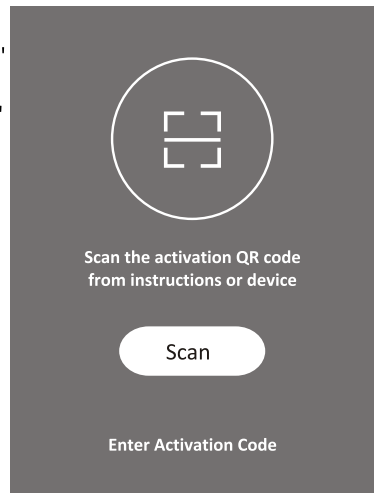 Scan the activation QR code
from instructions or device
Scan
Enter Activation Code